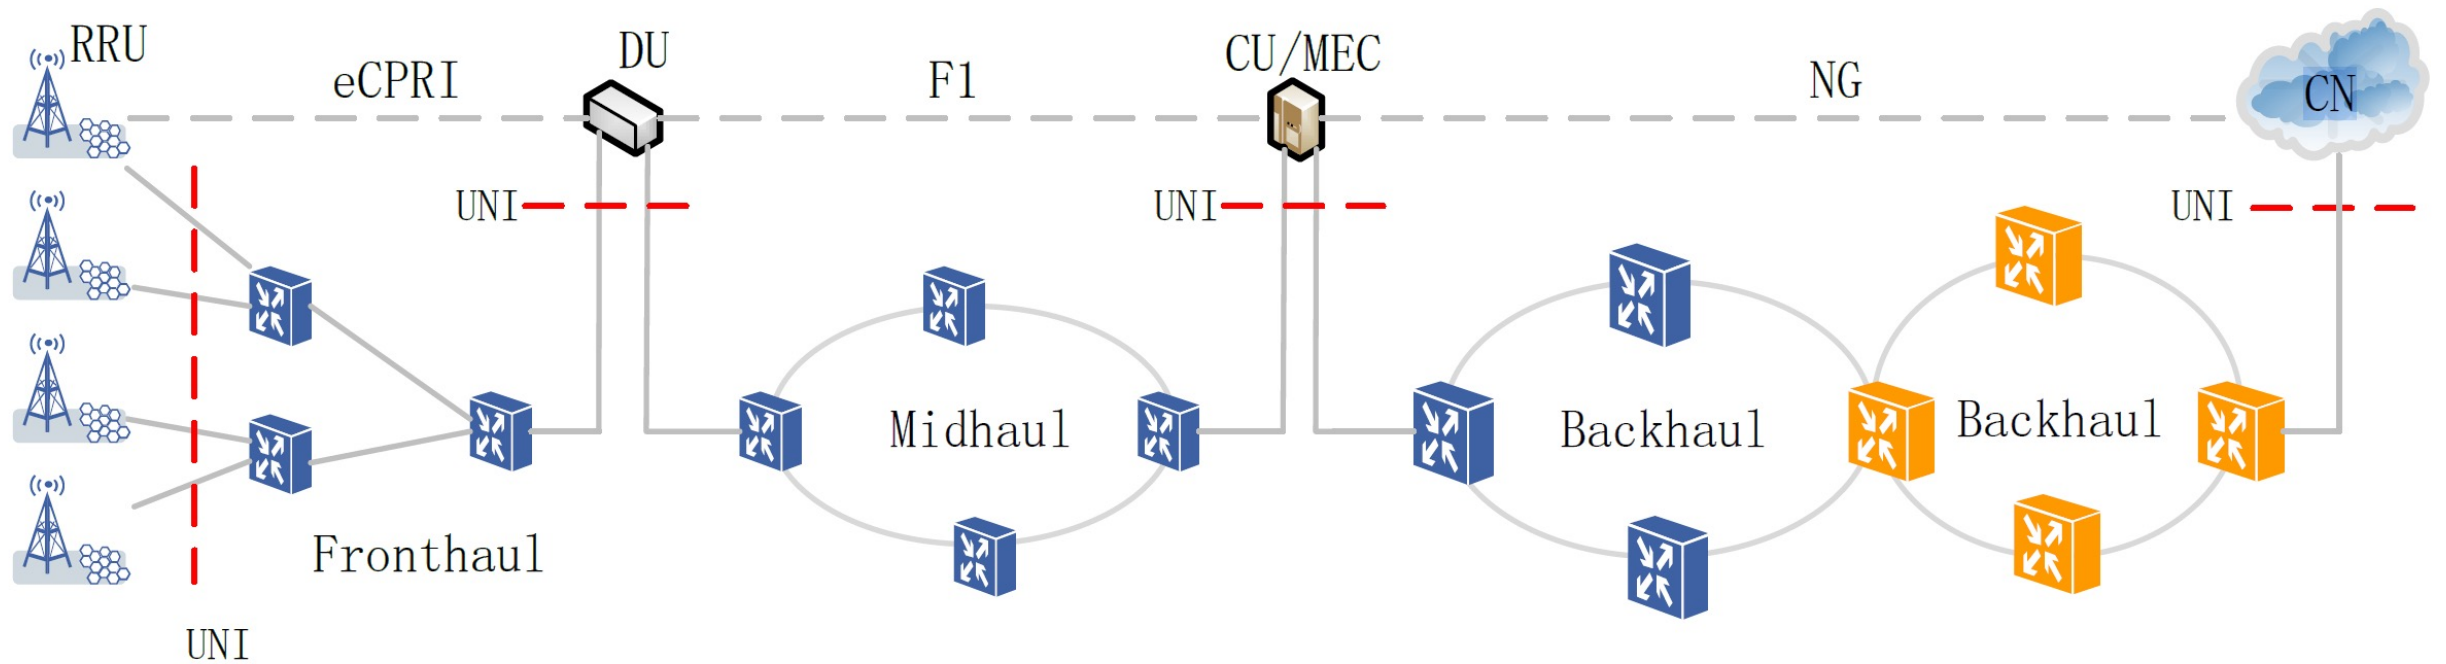 RRU
eCPRI
DU
F1
CU/MEC
NG
CN
UNI
UNI
UNI
Midhaul
Backhaul
Backhaul
Fronthaul
UNI